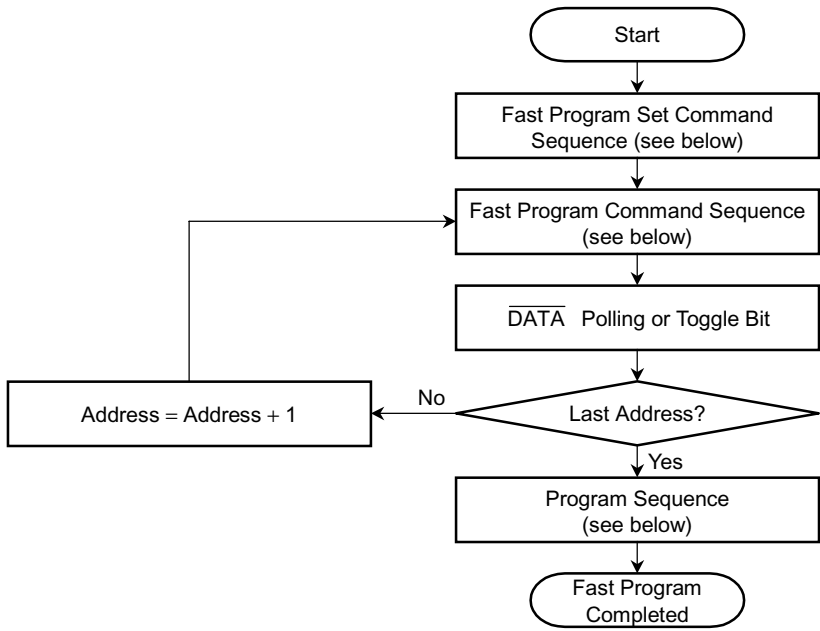 Start
Fast Program Set Command
Sequence (see below)
Fast Program Command Sequence
(see below)
DATA Polling or Toggle Bit
Last Address?
No
Address = Address + 1
Yes
Program Sequence
(see below)
Fast Program
Completed